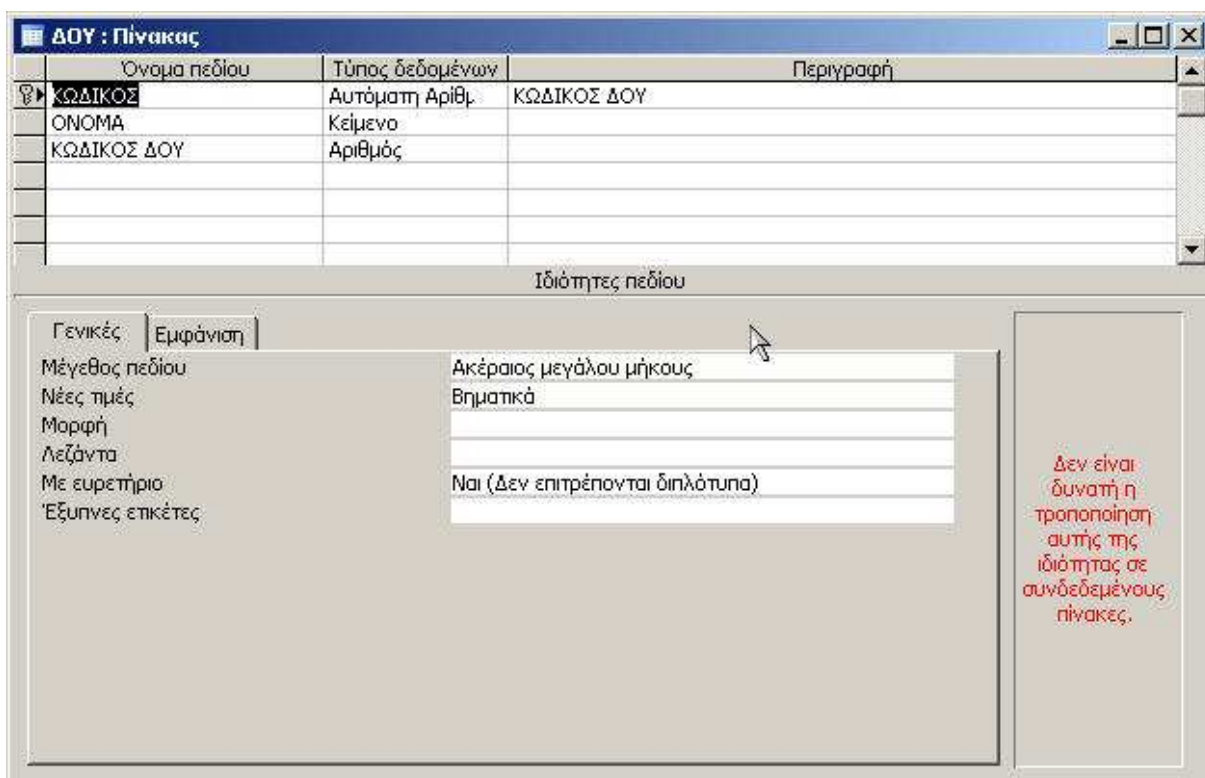 ΔΟΥ : Πίνακας
Όνομα πεδίου Τύπος δεδομένων Περιγραφή
ΚΩΔΙΚΟΣ Αυτόματη Αρίθμ ΚΩΔΙΚΟΣ ΔΟΥ
ΟΝΟΜΑ Κείμενο
ΚΩΔΙΚΟΣ ΔΟΥ Αριθμός
Ιδιότητες πεδίου
Γενικές Εμφάνιση
Μέγεθος πεδίου Ακέραιος μεγάλου μήκους
Νέες τιμές Βηματικά
Μορφή
Λεζάντα
Με ευρετήριο Ναι (Δεν επιτρέπονται διπλότυπα)
Έξυπνες ετικέτες
Δεν είναι
δυνατή η
τροποποίηση
αυτής της
ιδιότητας σε
συνδεδεμένους
πίνακες.